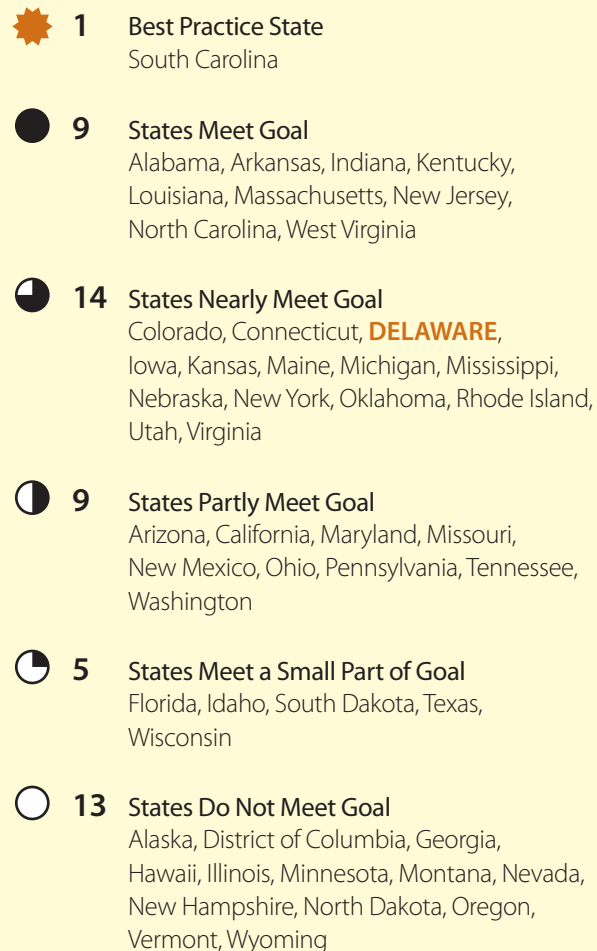 1 Best Practice State
South Carolina
9 States Meet Goal
Alabama, Arkansas, Indiana, Kentucky,
Louisiana, Massachusetts, New Jersey,
North Carolina, West Virginia
14 States Nearly Meet Goal
Colorado, Connecticut, DELAWARE,
Iowa, Kansas, Maine, Michigan, Mississippi,
Nebraska, New York, Oklahoma, Rhode Island,
Utah, Virginia
9 States Partly Meet Goal
Arizona, California, Maryland, Missouri,
New Mexico, Ohio, Pennsylvania, Tennessee,
Washington
5 States Meet a Small Part of Goal
Florida, Idaho, South Dakota, Texas,
Wisconsin
13 States Do Not Meet Goal
Alaska, District of Columbia, Georgia,
Hawaii, Illinois, Minnesota, Montana, Nevada,
New Hampshire, North Dakota, Oregon,
Vermont, Wyoming